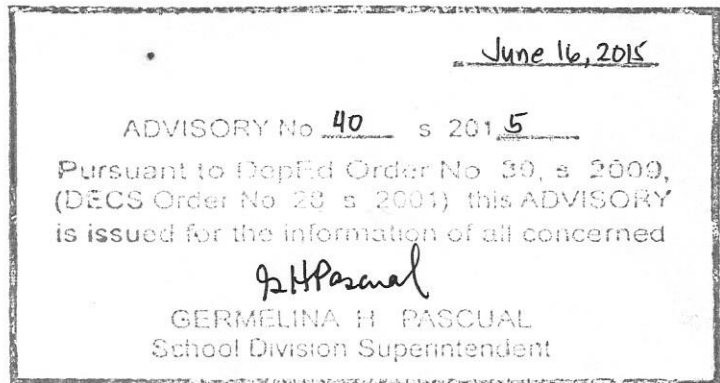 June 16, 2015
ADVISORY No 40 s 2015
Pursuant to DepEd Order No 30, s 2009,
(DECS Order No 28 s 2001) this ADVISORY
is issued for the information of all concerned
GHPascual
GERMELINA H PASCUAL
School Division Superintendent